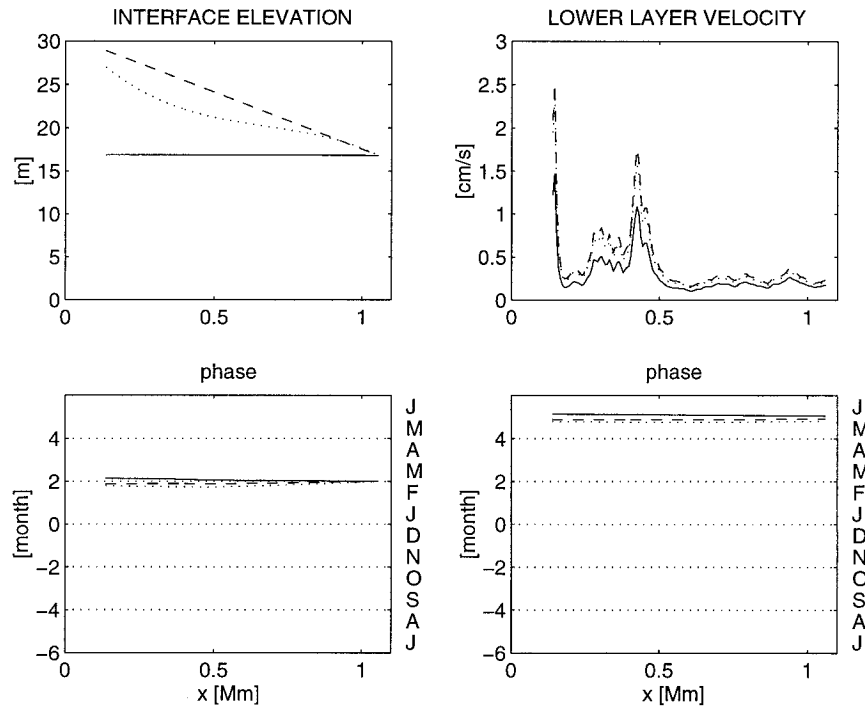 INTERFACE ELEVATION
30
25
20
15
10
5
0
[m]
0 0.5 1
LOWER LAYER VELOCITY
3
2.5
2
1.5
1
0.5
0
[cm/s]
0 0.5 1
phase
4
2
0
−2
−4
−6
[month]
J
M
A
M
F
J
D
N
O
S
A
J
0 0.5 1
x [Mm]
phase
4
2
0
−2
−4
−6
[month]
J
M
A
M
F
J
D
N
O
S
A
J
0 0.5 1
x [Mm]